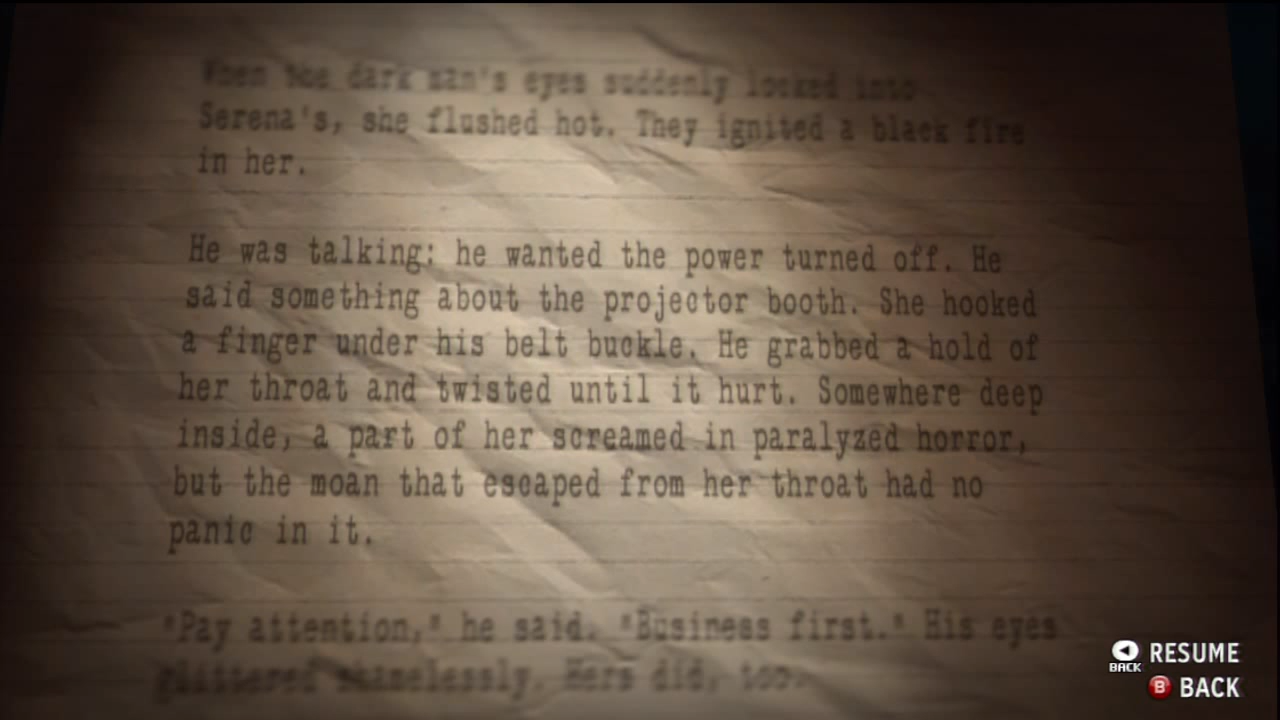 When the dark man's eyes suddenly locked into
Serena's, she flushed hot. They ignited a black fire
in her.
He was talking: he wanted the power turned off. He
said something about the projector booth. She hooked
a finger under his belt buckle. He grabbed a hold of
her throat and twisted until it hurt. Somewhere deep
inside, a part of her screamed in paralyzed horror,
but the moan that escaped from her throat had no
panic in it.
"Pay attention," he said. "Business first." His eyes
glittered shamelessly. Hers did, too.
BACK RESUME
B BACK